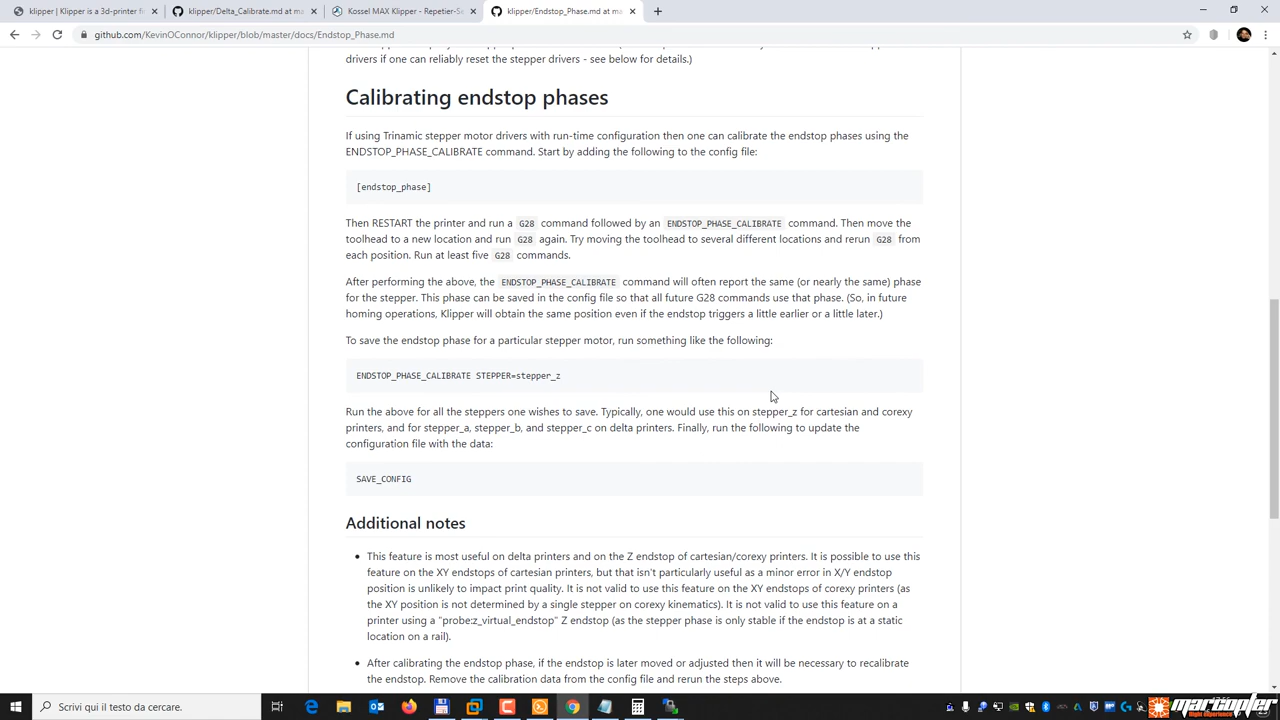 klipper | Klipper is a 3d-printer f
klipper/Delta_Calibrate.md at ma
Kossel MAX Klipper - Repetier-Se
klipper/Endstop_Phase.md at ma
github.com/KevinOConnor/klipper/blob/master/docs/Endstop_Phase.md
drivers if one can reliably reset the stepper drivers - see below for details.)
Calibrating endstop phases
If using Trinamic stepper motor drivers with run-time configuration then one can calibrate the endstop phases using the
ENDSTOP_PHASE_CALIBRATE command. Start by adding the following to the config file:
[endstop_phase]
Then RESTART the printer and run a G28 command followed by an ENDSTOP_PHASE_CALIBRATE command. Then move the
toolhead to a new location and run G28 again. Try moving the toolhead to several different locations and rerun G28 from
each position. Run at least five G28 commands.
After performing the above, the ENDSTOP_PHASE_CALIBRATE command will often report the same (or nearly the same) phase
for the stepper. This phase can be saved in the config file so that all future G28 commands use that phase. (So, in future
homing operations, Klipper will obtain the same position even if the endstop triggers a little earlier or a little later.)
To save the endstop phase for a particular stepper motor, run something like the following:
ENDSTOP_PHASE_CALIBRATE STEPPER=stepper_z
Run the above for all the steppers one wishes to save. Typically, one would use this on stepper_z for cartesian and corexy
printers, and for stepper_a, stepper_b, and stepper_c on delta printers. Finally, run the following to update the
configuration file with the data:
SAVE_CONFIG
Additional notes
This feature is most useful on delta printers and on the Z endstop of cartesian/corexy printers. It is possible to use this
feature on the XY endstops of cartesian printers, but that isn't particularly useful as a minor error in X/Y endstop
position is unlikely to impact print quality. It is not valid to use this feature on the XY endstops of corexy printers (as
the XY position is not determined by a single stepper on corexy kinematics). It is not valid to use this feature on a
printer using a "probe:z_virtual_endstop" Z endstop (as the stepper phase is only stable if the endstop is at a static
location on a rail).
After calibrating the endstop phase, if the endstop is later moved or adjusted then it will be necessary to recalibrate
the endstop. Remove the calibration data from the config file and rerun the steps above.
Scrivi qui il testo da cercare.
marcopter